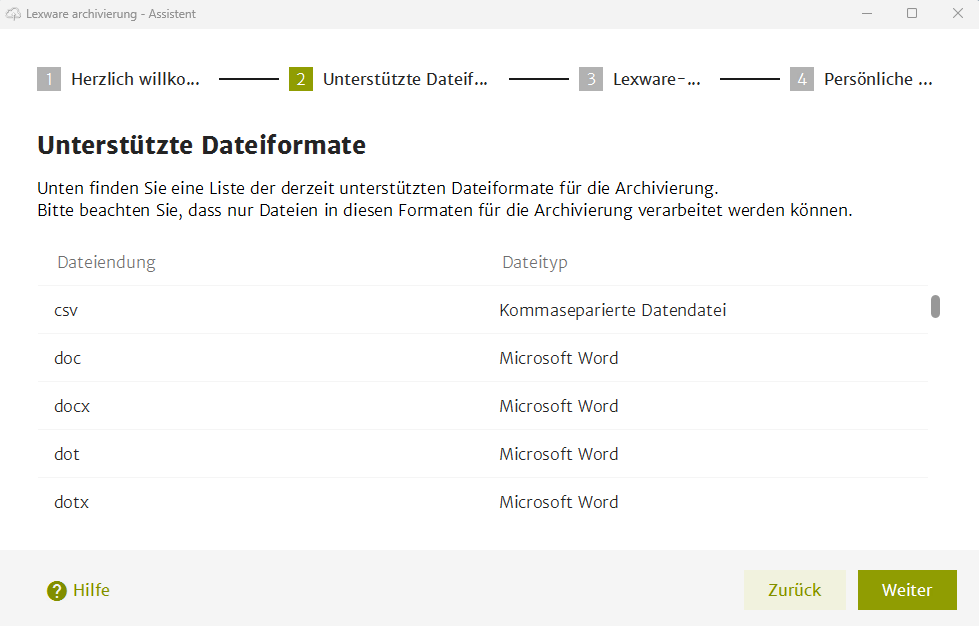 Lexware archivierung - Assistent
1 Herzlich willko... 2 Unterstützte Dateif... 3 Lexware-... 4 Persönliche ...
Unterstützte Dateiformate
Unten finden Sie eine Liste der derzeit unterstützten Dateiformate für die Archivierung.
Bitte beachten Sie, dass nur Dateien in diesen Formaten für die Archivierung verarbeitet werden können.
Dateiendung Dateityp
csv Kommaseparierte Datendatei
doc Microsoft Word
docx Microsoft Word
dot Microsoft Word
dotx Microsoft Word
? Hilfe Zurück Weiter